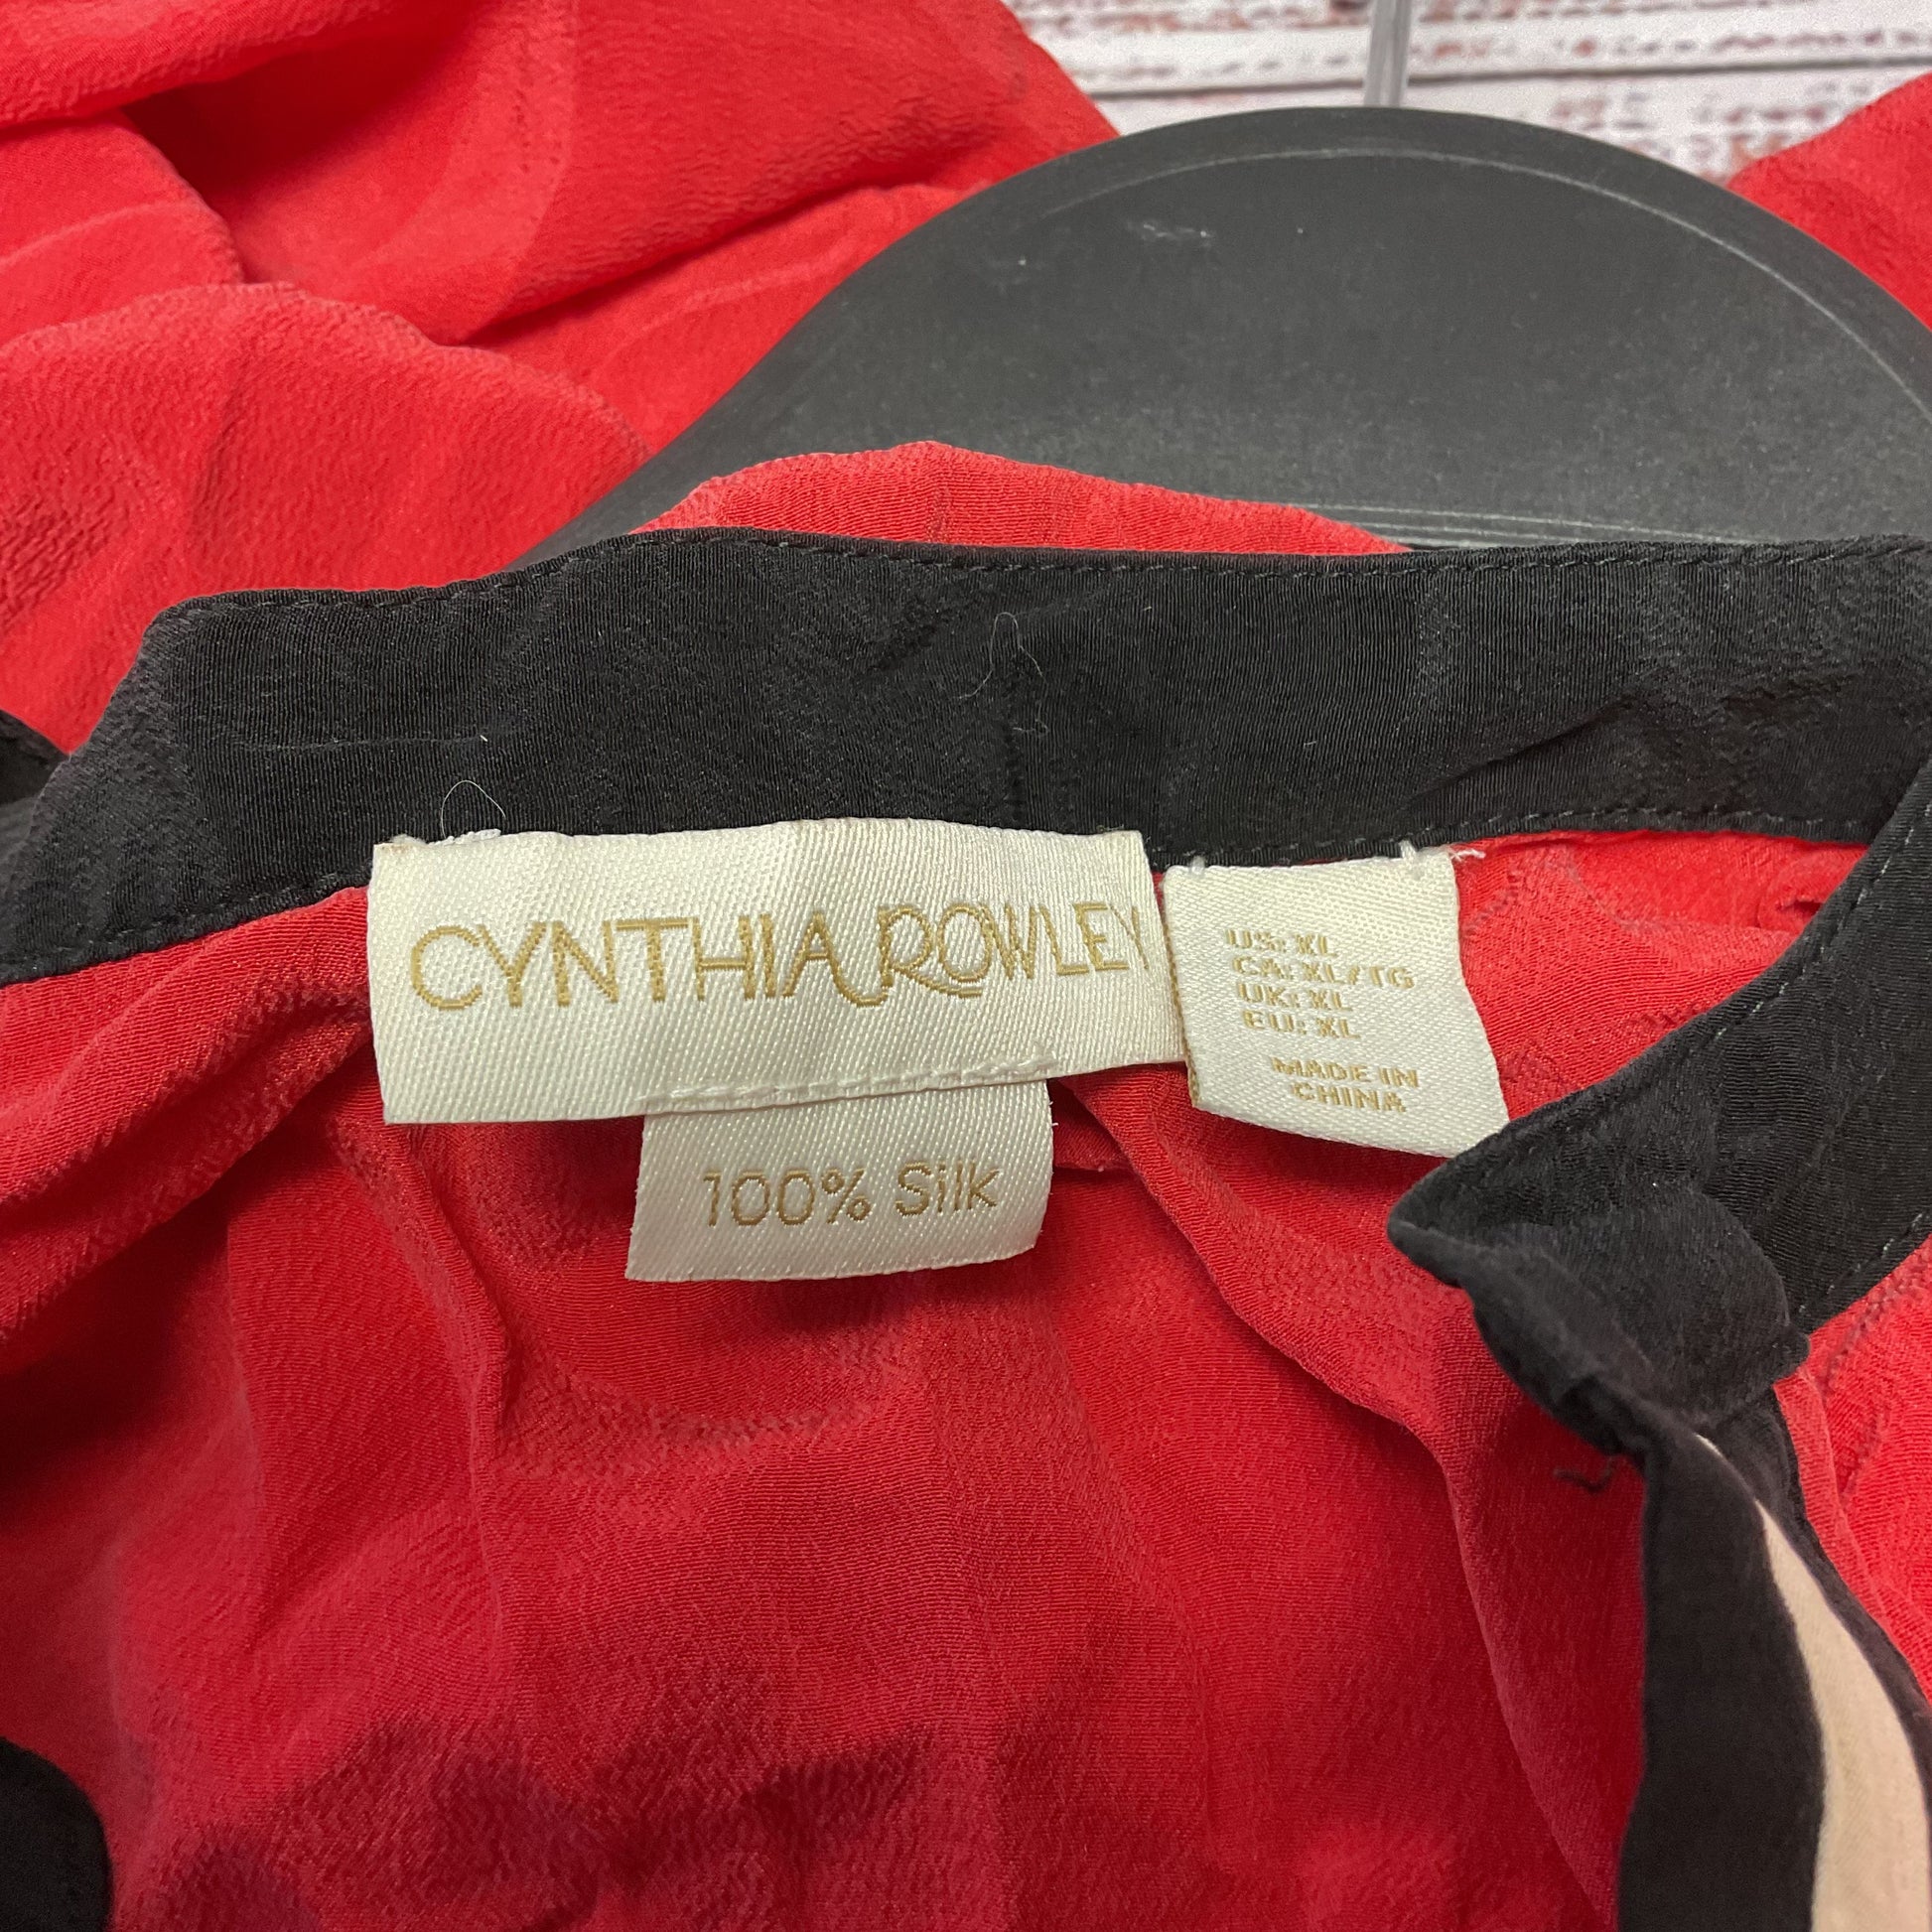 CYNTHIA ROWLEY
100% Silk
US: XL
CA: XL/TG
UK: XL
EU: XL
MADE IN
CHINA